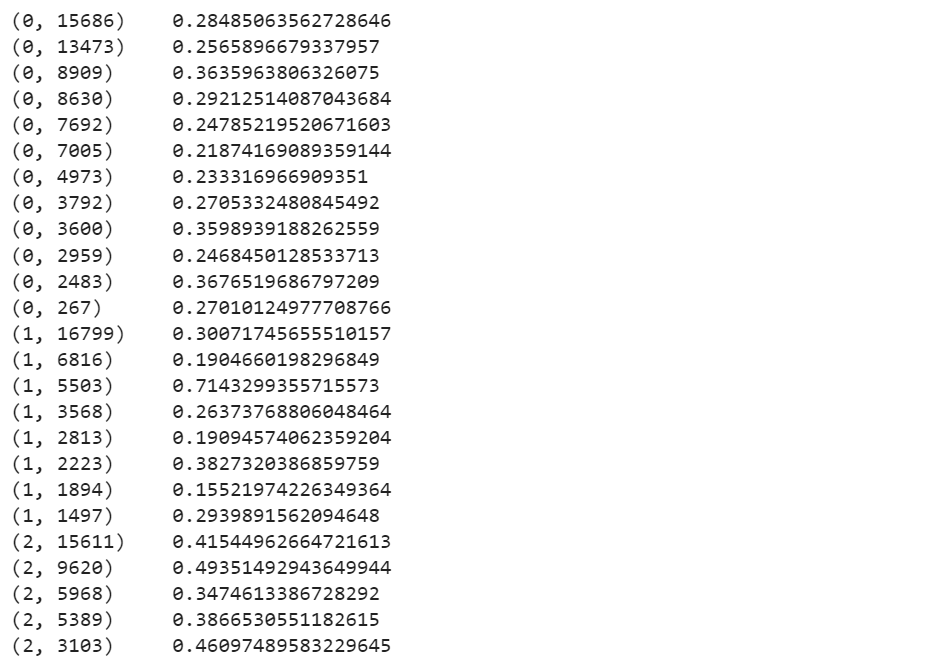 (0, 15686)	0.28485063562728646
(0, 13473)	0.2565896679337957
(0, 8909)	0.3635963806326075
(0, 8630)	0.29212514087043684
(0, 7692)	0.24785219520671603
(0, 7005)	0.21874169089359144
(0, 4973)	0.233316966909351
(0, 3792)	0.2705332480845492
(0, 3600)	0.3598939188262559
(0, 2959)	0.2468450128533713
(0, 2483)	0.3676519686797209
(0, 267)	0.27010124977708766
(1, 16799)	0.30071745655510157
(1, 6816)	0.1904660198296849
(1, 5503)	0.7143299355715573
(1, 3568)	0.26373768806048464
(1, 2813)	0.19094574062359204
(1, 2223)	0.3827320386859759
(1, 1894)	0.15521974226349364
(1, 1497)	0.2939891562094648
(2, 15611)	0.41544962664721613
(2, 9620)	0.49351492943649944
(2, 5968)	0.3474613386728292
(2, 5389)	0.3866530551182615
(2, 3103)	0.46097489583229645